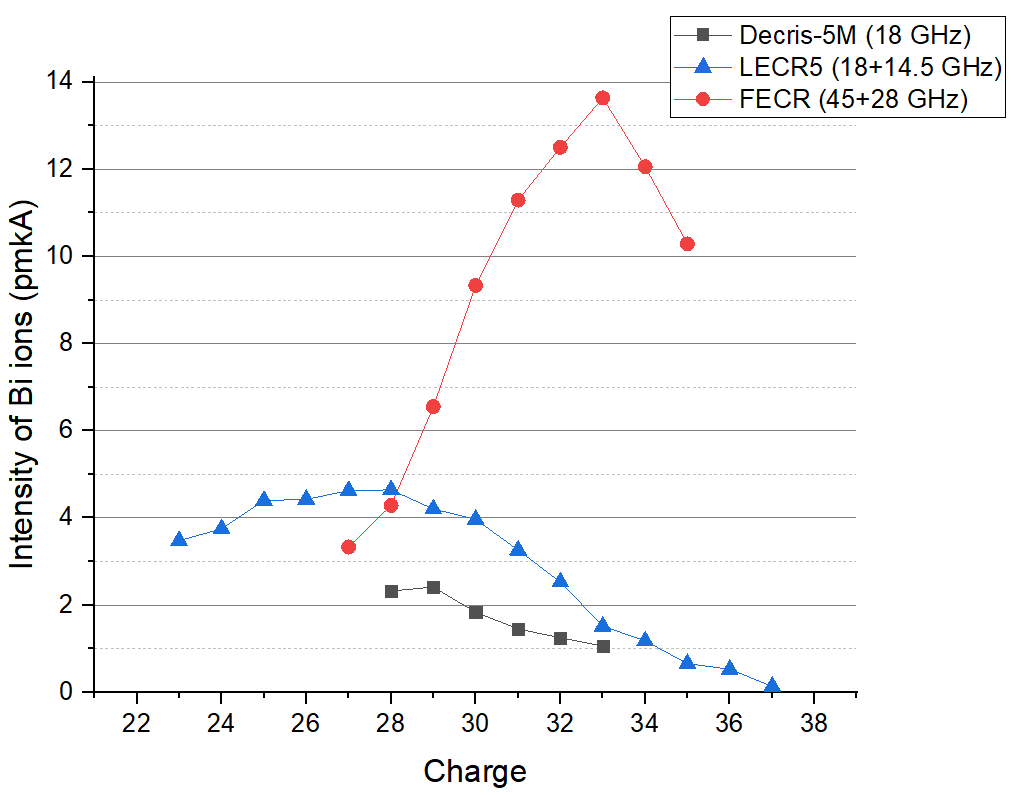 Decris-5M (18 GHz)
LECR5 (18+14.5 GHz)
FECR (45+28 GHz)
14
12
10
8
6
4
2
0
Intensity of Bi ions (pmkA)
22 24 26 28 30 32 34 36 38
Charge